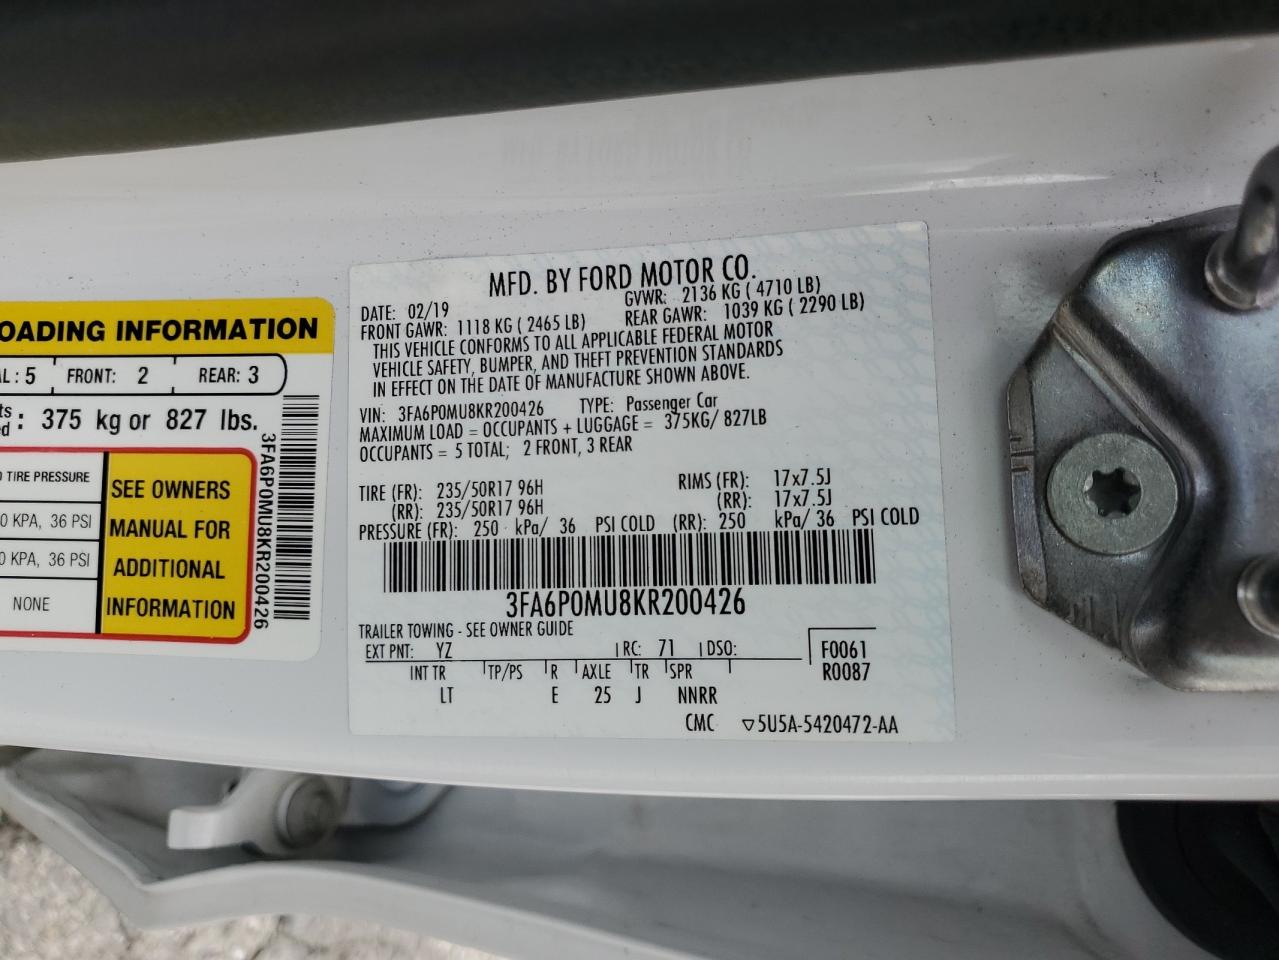 OADING INFORMATION
AL: 5 FRONT: 2 REAR: 3
ts
ed : 375 kg or 827 lbs.
TIRE PRESSURE
0 KPA, 36 PSI
0 KPA, 36 PSI
NONE
SEE OWNERS
MANUAL FOR
ADDITIONAL
INFORMATION
3FA6P0MU8KR200426
MFD. BY FORD MOTOR CO.
DATE: 02/19 GVWR: 2136 KG ( 4710 LB)
FRONT GAWR: 1118 KG ( 2465 LB) REAR GAWR: 1039 KG ( 2290 LB)
THIS VEHICLE CONFORMS TO ALL APPLICABLE FEDERAL MOTOR
VEHICLE SAFETY, BUMPER, AND THEFT PREVENTION STANDARDS
IN EFFECT ON THE DATE OF MANUFACTURE SHOWN ABOVE.
VIN: 3FA6P0MU8KR200426 TYPE: Passenger Car
MAXIMUM LOAD = OCCUPANTS + LUGGAGE = 375KG/ 827LB
OCCUPANTS = 5 TOTAL; 2 FRONT, 3 REAR
TIRE (FR): 235/50R17 96H RIMS (FR): 17x7.5J
(RR): 235/50R17 96H (RR): 17x7.5J
PRESSURE (FR): 250 kPa/ 36 PSI COLD (RR): 250 kPa/ 36 PSI COLD
3FA6P0MU8KR200426
TRAILER TOWING - SEE OWNER GUIDE
EXT PNT: YZ RC: 71 DSO: F0061
INT TR TP/PS R AXLE TR SPR R0087
LT E 25 J NNRR
CMC ▽5U5A-5420472-AA